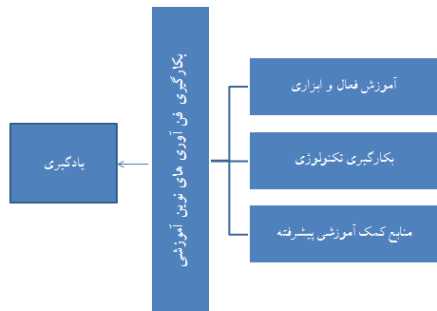 آموزش فعال و ابزاری
بکارگیری تکنولوژی
منابع کمک آموزشی پیشرفته
بکارگیری فن آوری های نوین آموزشی
یادگیری